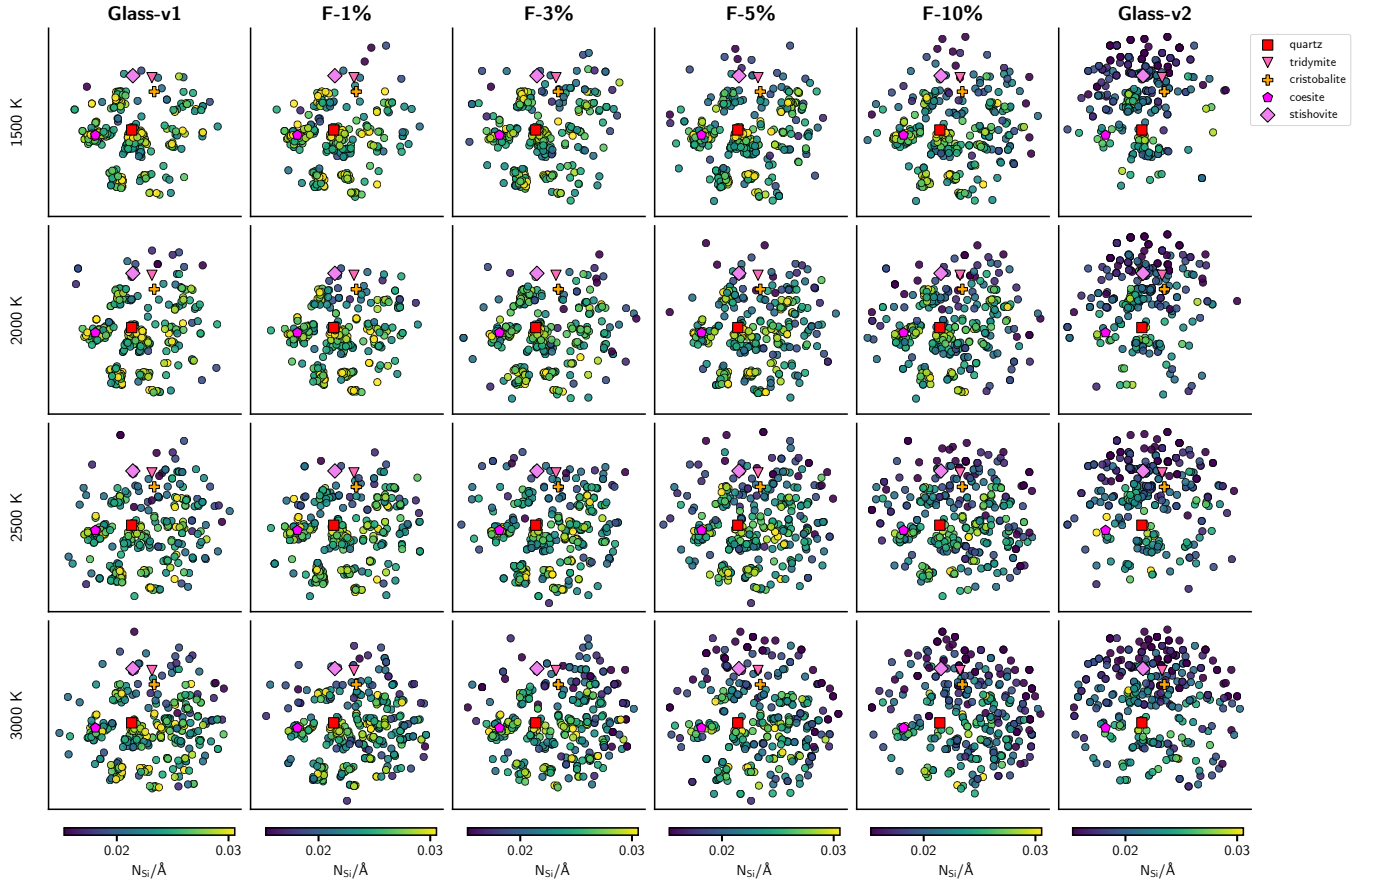 Glass-v1 F-1% F-3% F-5% F-10% Glass-v2
quartz
tridymite
cristobalite
coesite
stishovite
1500 K
2000 K
2500 K
3000 K
0.02 0.03 0.02 0.03 0.02 0.03 0.02 0.03 0.02 0.03 0.02 0.03
N_Si/Å N_Si/Å N_Si/Å N_Si/Å N_Si/Å N_Si/Å